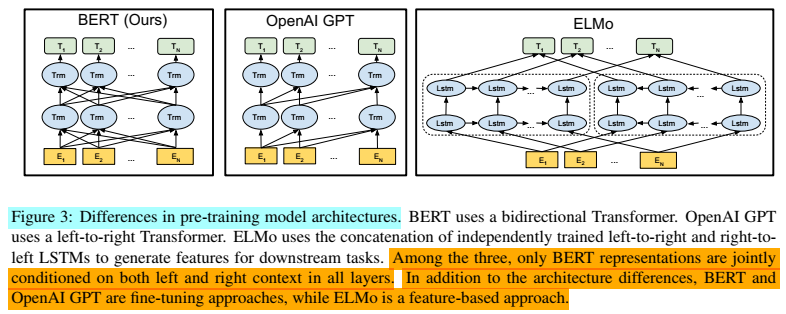 BERT (Ours)
T1 T2 ... TN
Trm Trm ... Trm
Trm Trm ... Trm
E1 E2 ... EN
OpenAI GPT
T1 T2 ... TN
Trm Trm ... Trm
Trm Trm ... Trm
E1 E2 ... EN
ELMo
T1 T2 ... TN
Lstm Lstm ... Lstm Lstm Lstm ... Lstm
Lstm Lstm ... Lstm Lstm Lstm ... Lstm
E1 E2 ... EN
Figure 3: Differences in pre-training model architectures. BERT uses a bidirectional Transformer. OpenAI GPT
uses a left-to-right Transformer. ELMo uses the concatenation of independently trained left-to-right and right-to-
left LSTMs to generate features for downstream tasks. Among the three, only BERT representations are jointly
conditioned on both left and right context in all layers. In addition to the architecture differences, BERT and
OpenAI GPT are fine-tuning approaches, while ELMo is a feature-based approach.